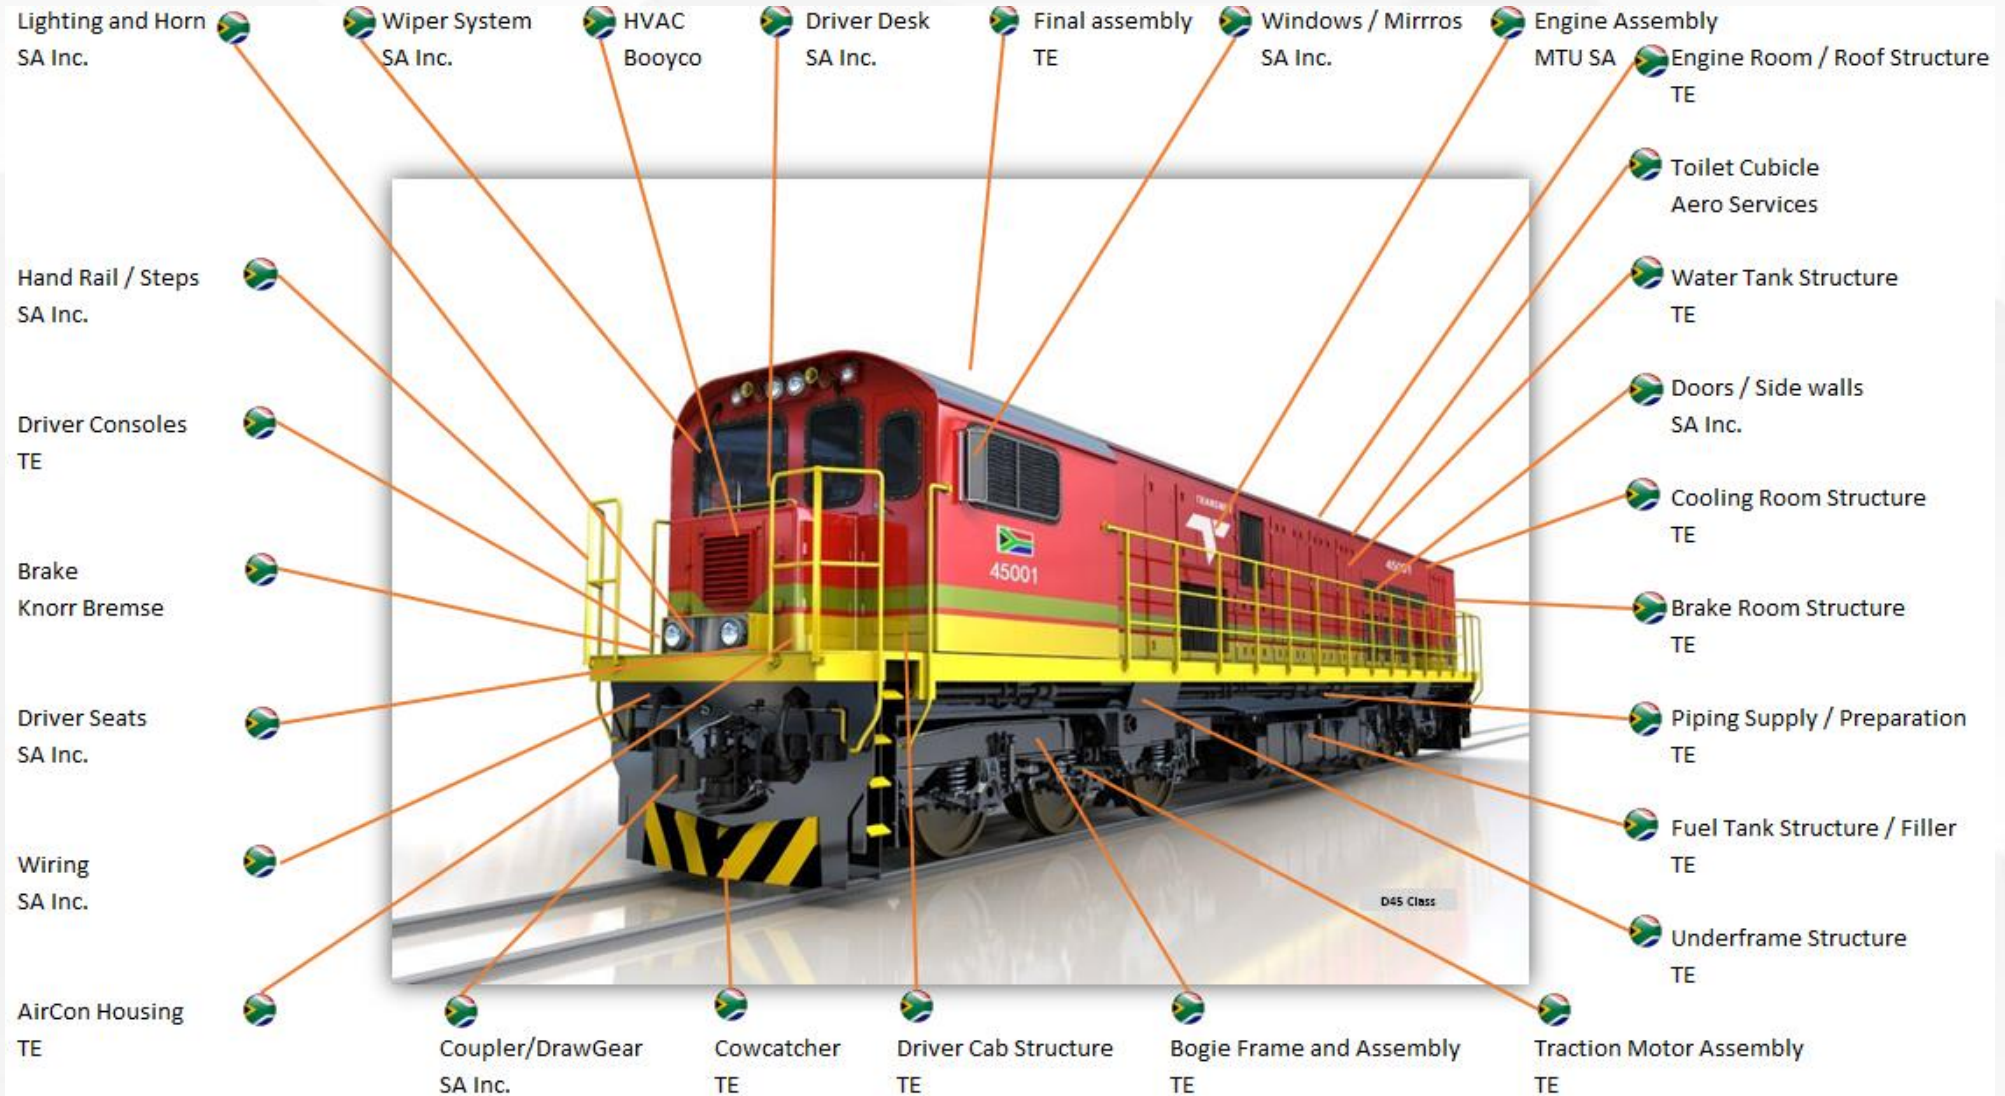 Lighting and Horn
SA Inc.
Wiper System
SA Inc.
HVAC
Booyco
Driver Desk
SA Inc.
Final assembly
TE
Windows / Mirrros
SA Inc.
Engine Assembly
MTU SA
Engine Room / Roof Structure
TE
Toilet Cubicle
Aero Services
Hand Rail / Steps
SA Inc.
Water Tank Structure
TE
Driver Consoles
TE
Doors / Side walls
SA Inc.
Cooling Room Structure
TE
Brake
Knorr Bremse
Brake Room Structure
TE
45001
45001
Driver Seats
SA Inc.
Piping Supply / Preparation
TE
Wiring
SA Inc.
Fuel Tank Structure / Filler
TE
D45 Class
Underframe Structure
TE
AirCon Housing
TE
Coupler/DrawGear
SA Inc.
Cowcatcher
TE
Driver Cab Structure
TE
Bogie Frame and Assembly
TE
Traction Motor Assembly
TE